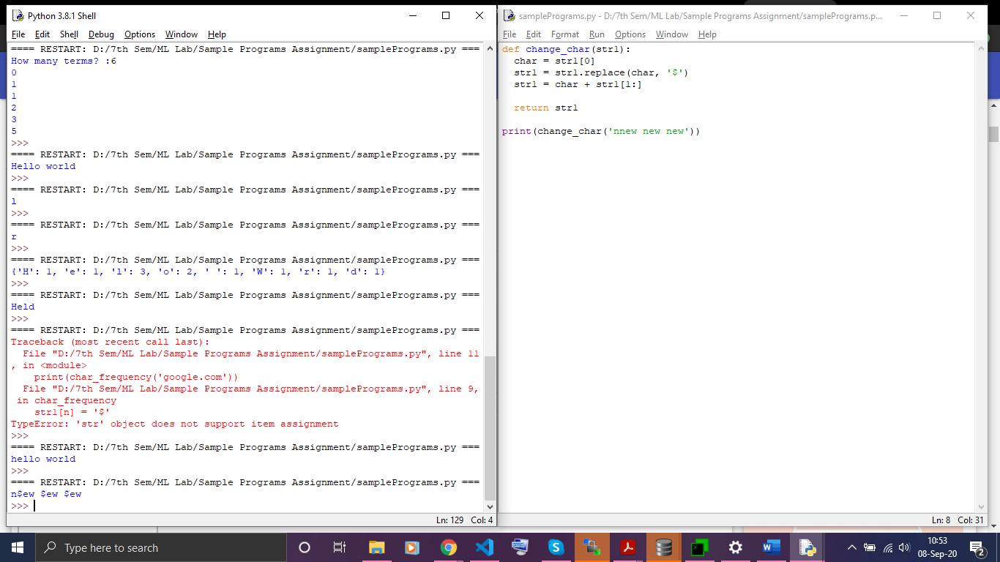 Python 3.8.1 Shell
File Edit Shell Debug Options Window Help
==== RESTART: D:/7th Sem/ML Lab/Sample Programs Assignment/samplePrograms.py ===
How many terms? :6
0
1
1
2
3
5
>>>
==== RESTART: D:/7th Sem/ML Lab/Sample Programs Assignment/samplePrograms.py ===
Hello world
>>>
==== RESTART: D:/7th Sem/ML Lab/Sample Programs Assignment/samplePrograms.py ===
l
>>>
==== RESTART: D:/7th Sem/ML Lab/Sample Programs Assignment/samplePrograms.py ===
r
>>>
==== RESTART: D:/7th Sem/ML Lab/Sample Programs Assignment/samplePrograms.py ===
{'H': 1, 'e': 1, 'l': 3, 'o': 2, ' ': 1, 'W': 1, 'r': 1, 'd': 1}
>>>
==== RESTART: D:/7th Sem/ML Lab/Sample Programs Assignment/samplePrograms.py ===
Held
>>>
==== RESTART: D:/7th Sem/ML Lab/Sample Programs Assignment/samplePrograms.py ===
Traceback (most recent call last):
  File "D:/7th Sem/ML Lab/Sample Programs Assignment/samplePrograms.py", line 11
, in <module>
    print(char_frequency('google.com'))
  File "D:/7th Sem/ML Lab/Sample Programs Assignment/samplePrograms.py", line 9,
 in char_frequency
    str1[n] = '$'
TypeError: 'str' object does not support item assignment
>>>
==== RESTART: D:/7th Sem/ML Lab/Sample Programs Assignment/samplePrograms.py ===
hello world
>>>
==== RESTART: D:/7th Sem/ML Lab/Sample Programs Assignment/samplePrograms.py ===
n$ew $ew $ew
>>>
Ln: 129 Col: 4
samplePrograms.py - D:/7th Sem/ML Lab/Sample Programs Assignment/samplePrograms.p...
File Edit Format Run Options Window Help
def change_char(str1):
  char = str1[0]
  str1 = str1.replace(char, '$')
  str1 = char + str1[1:]

  return str1

print(change_char('nnew new new'))
Ln: 8 Col: 31
Type here to search
10:53
08-Sep-20
2